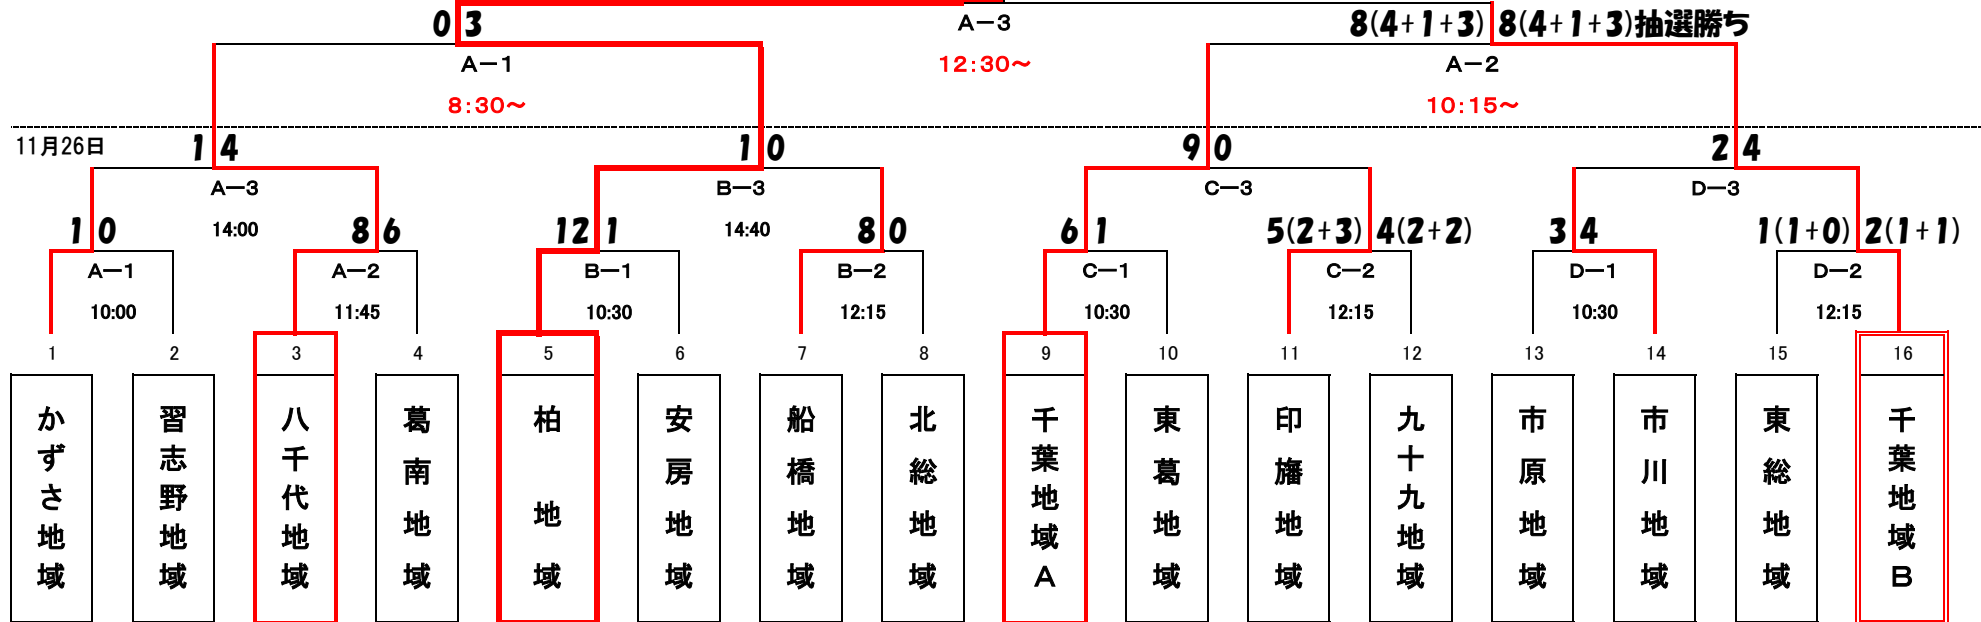 0 3
A-3
8(4+1+3) 8(4+1+3)抽選勝ち
A-1
12:30~
A-2
8:30~
10:15~
11月26日
1 4
1 0
9 0
2 4
A-3
B-3
C-3
D-3
1 0
14:00
8 6
12 1
14:40
8 0
6 1
5(2+3) 4(2+2)
3 4
1(1+0) 2(1+1)
A-1
A-2
B-1
B-2
C-1
C-2
D-1
D-2
10:00
11:45
10:30
12:15
10:30
12:15
10:30
12:15
1
2
3
4
5
6
7
8
9
10
11
12
13
14
15
16
かずさ地域
習志野地域
八千代地域
葛南地域
柏地域
安房地域
船橋地域
北総地域
千葉地域A
東葛地域
印旛地域
九十九地域
市原地域
市川地域
東総地域
千葉地域B